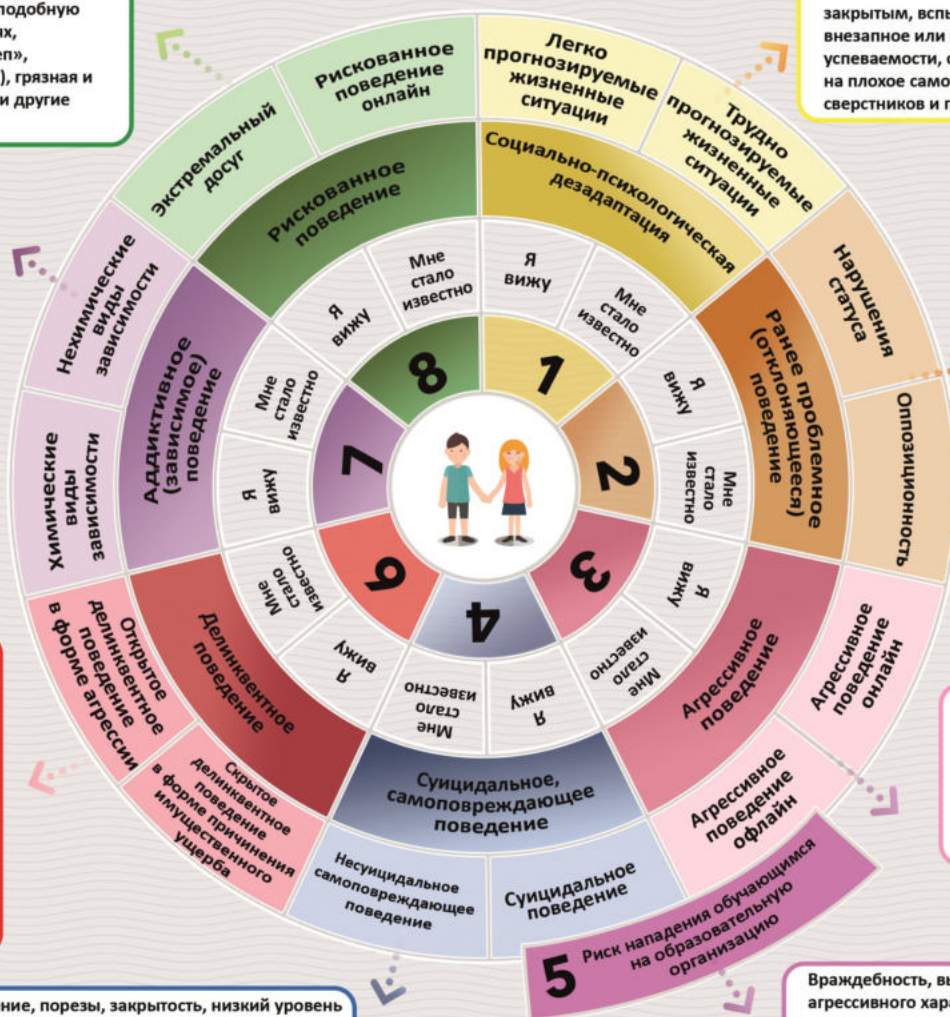 подобную
ях,
еп»,
), грязная и
и другие
закрытым, вспы
внезапное или
успеваемости, с
на плохое само
сверстников и п
Рискованное
поведение
онлайн
Легко
прогнозируемые
жизненные
ситуации
Трудно
прогнозируемые
жизненные
ситуации
Экстремальный
досуг
Рискованное
поведение
Социально-психологическая
дезадаптация
Нарушения
статуса
Нехимические
виды
зависимости
Я
вижу
Мне
стало
известно
Я
вижу
Мне
стало
известно
8
1
Ранее проблемное
(отклоняющееся)
поведение
Оппозиционность
Аддиктивное
(зависимое)
поведение
Мне
стало
известно
Я
вижу
7
2
Я
вижу
Мне
стало
известно
Химические
виды
зависимости
Мне
стало
известно
Я
вижу
6
3
4
Я
вижу
Мне
стало
известно
Мне
стало
известно
Я
вижу
Открытое
делинквентное
поведение
в форме агрессии
Делинквентное
поведение
Агрессивное
поведение
Агрессивное
поведение
онлайн
Скрытое
делинквентное
поведение
в форме причинения
имущественного
ущерба
Суицидальное,
самоповреждающее
поведение
Агрессивное
поведение
офлайн
Несуицидальное
самоповреждающее
поведение
Суицидальное
поведение
5
Риск нападения обучающимся
на образовательную
организацию
ние, порезы, закрытость, низкий уровень
Враждебность, вы
агрессивного хара